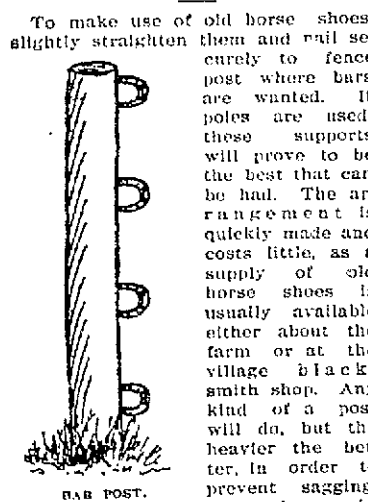 To make use of old horse shoes
slightly straighten them and nail se
curely to fence
post where bars
are wanted. If
poles are used
these supports
will prove to be
the best that can
be had. The ar
rangement is
quickly made and
costs little, as a
supply of old
horse shoes is
usually available
either about the
farm or at the
village black
smith shop. Any
kind of a post
will do, but the
heavier the bet
ter, in order to
prevent sagging
BAR POST.